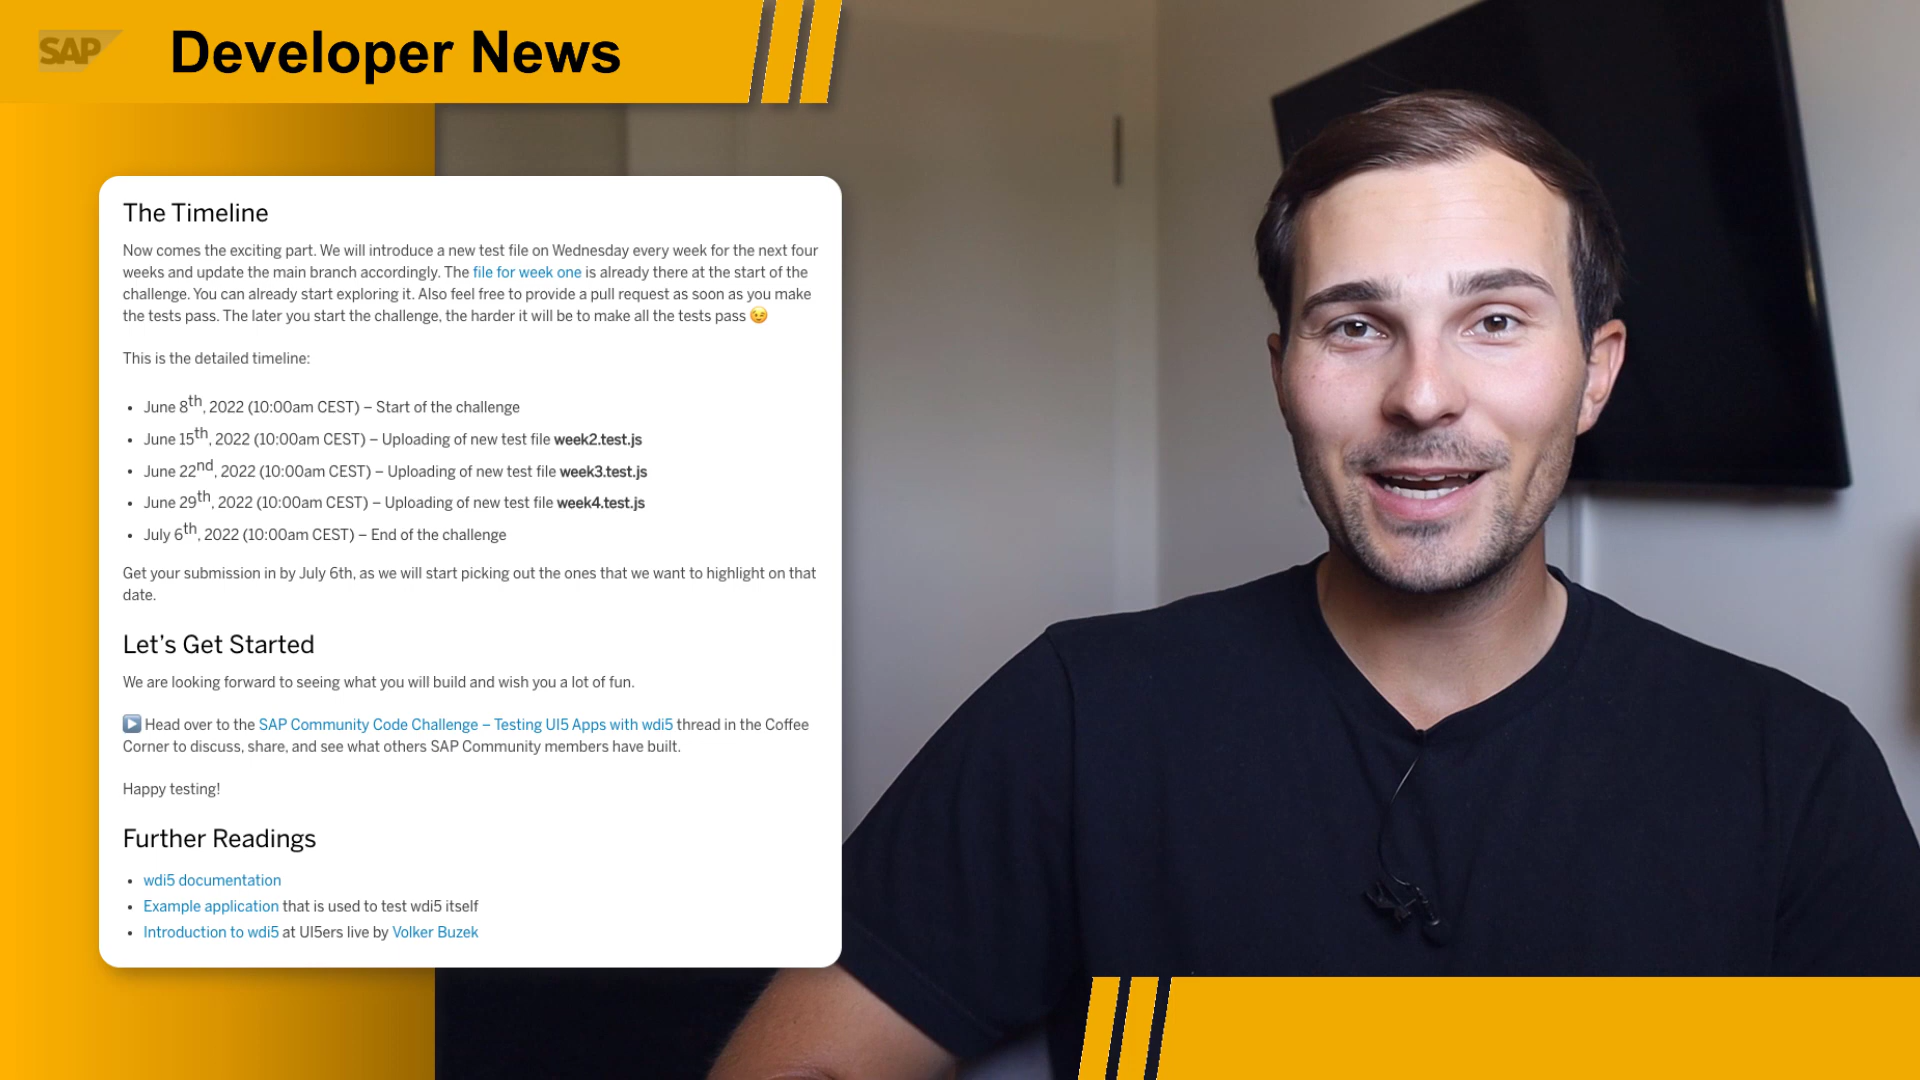 SAP
Developer News
The Timeline
Now comes the exciting part. We will introduce a new test file on Wednesday every week for the next four
weeks and update the main branch accordingly. The file for week one is already there at the start of the
challenge. You can already start exploring it. Also feel free to provide a pull request as soon as you make
the tests pass. The later you start the challenge, the harder it will be to make all the tests pass 😉
This is the detailed timeline:
• June 8th, 2022 (10:00am CEST) – Start of the challenge
• June 15th, 2022 (10:00am CEST) – Uploading of new test file week2.test.js
• June 22nd, 2022 (10:00am CEST) – Uploading of new test file week3.test.js
• June 29th, 2022 (10:00am CEST) – Uploading of new test file week4.test.js
• July 6th, 2022 (10:00am CEST) – End of the challenge
Get your submission in by July 6th, as we will start picking out the ones that we want to highlight on that
date.
Let’s Get Started
We are looking forward to seeing what you will build and wish you a lot of fun.
▶️ Head over to the SAP Community Code Challenge – Testing UI5 Apps with wdi5 thread in the Coffee
Corner to discuss, share, and see what others SAP Community members have built.
Happy testing!
Further Readings
• wdi5 documentation
• Example application that is used to test wdi5 itself
• Introduction to wdi5 at UI5ers live by Volker Buzek